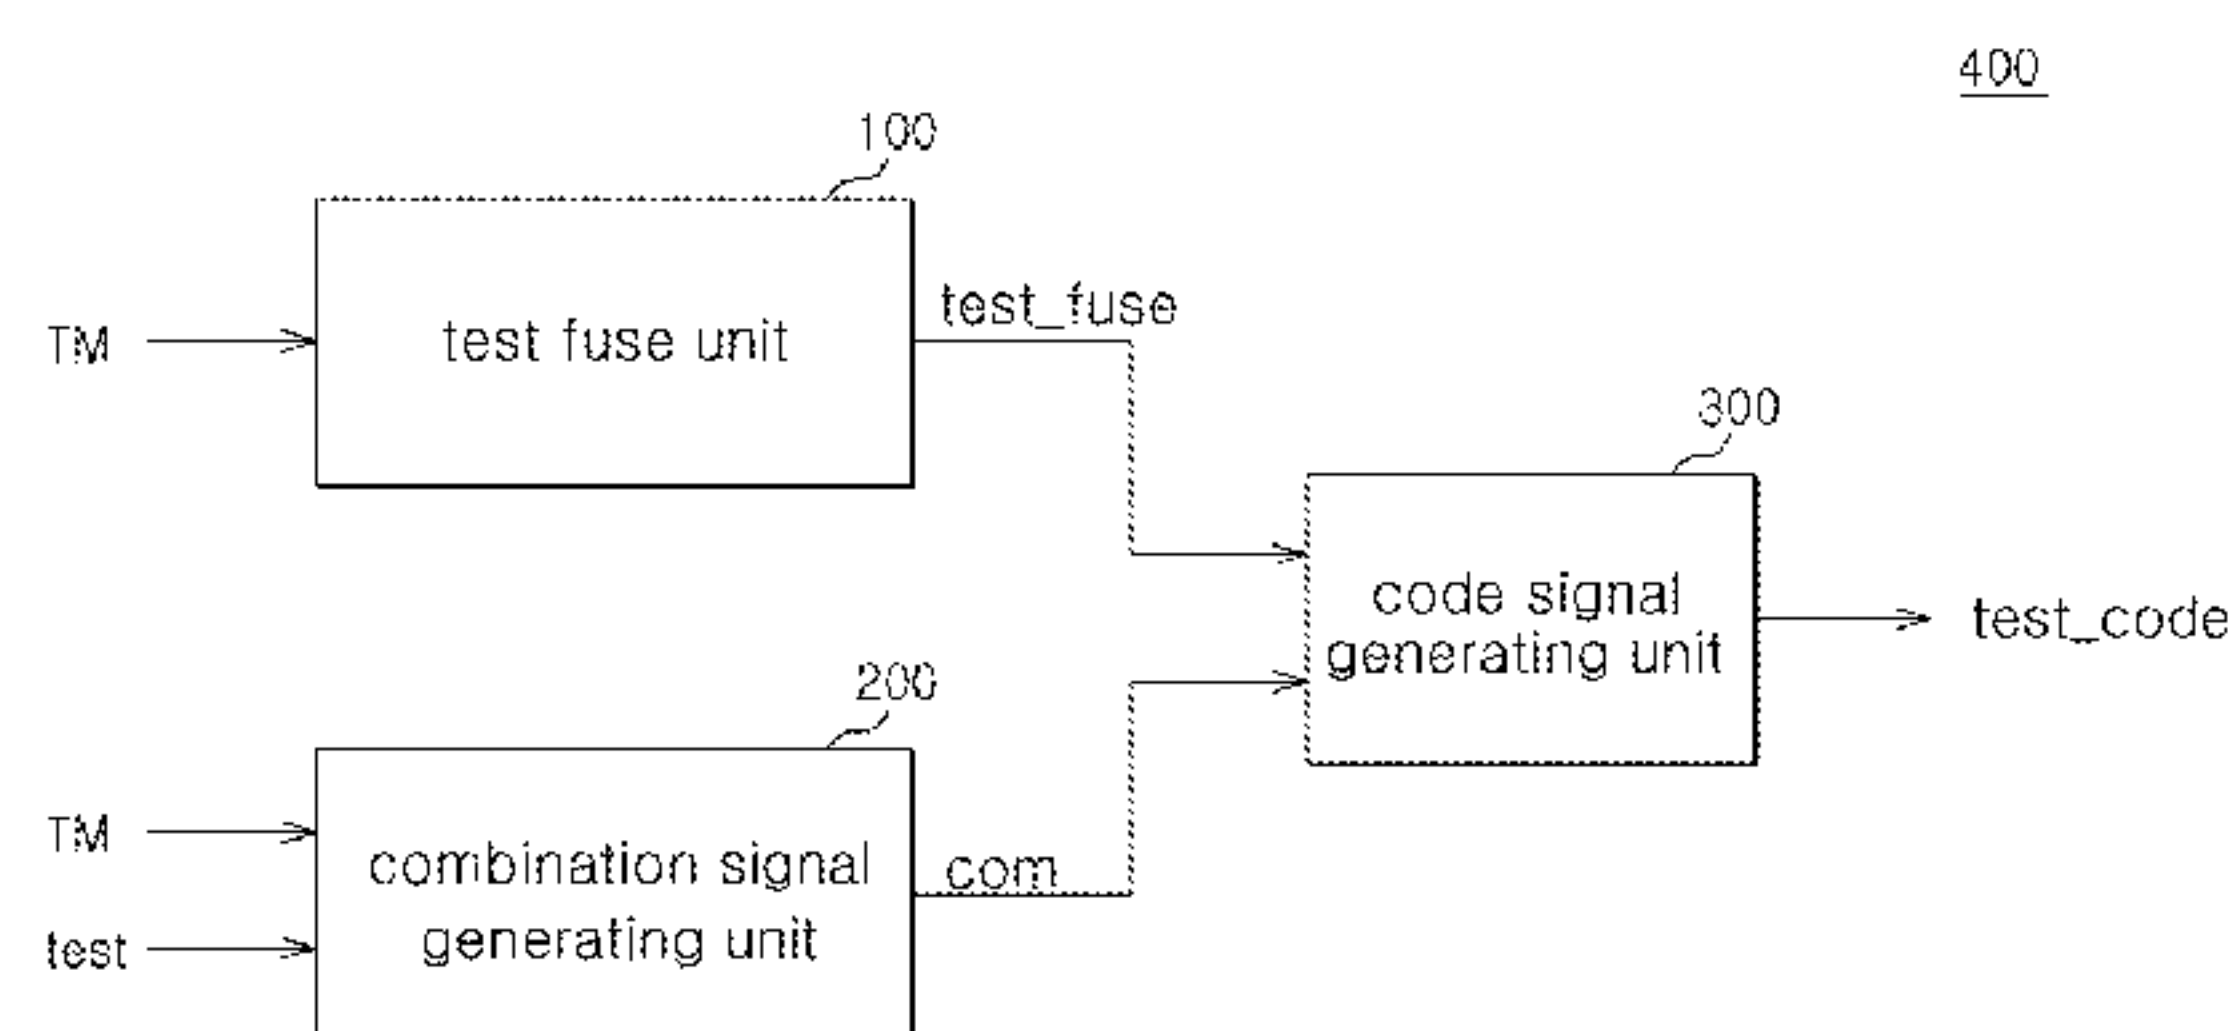 400
100
TM
test fuse unit
test_fuse
300
code signal
generating unit
test_code
200
TM
combination signal
generating unit
com
test